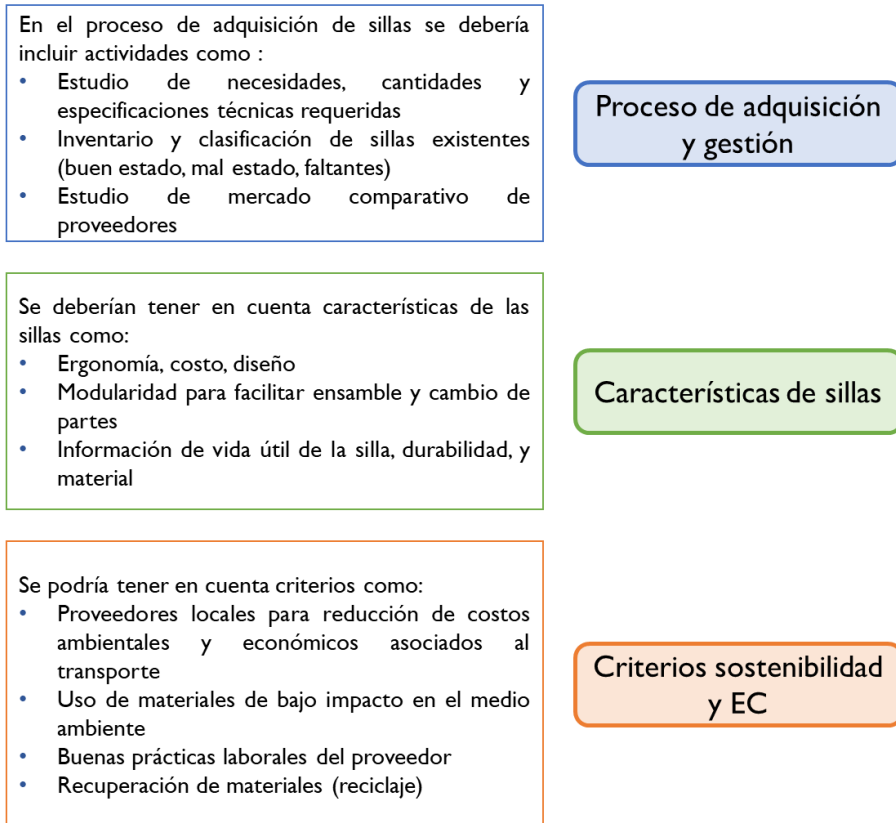 En el proceso de adquisición de sillas se debería
incluir actividades como :
• Estudio de necesidades, cantidades y
especificaciones técnicas requeridas
• Inventario y clasificación de sillas existentes
(buen estado, mal estado, faltantes)
• Estudio de mercado comparativo de
proveedores
Proceso de adquisición
y gestión
Se deberían tener en cuenta características de las
sillas como:
• Ergonomía, costo, diseño
• Modularidad para facilitar ensamble y cambio de
partes
• Información de vida útil de la silla, durabilidad, y
material
Características de sillas
Se podría tener en cuenta criterios como:
• Proveedores locales para reducción de costos
ambientales y económicos asociados al
transporte
• Uso de materiales de bajo impacto en el medio
ambiente
• Buenas prácticas laborales del proveedor
• Recuperación de materiales (reciclaje)
Criterios sostenibilidad
y EC